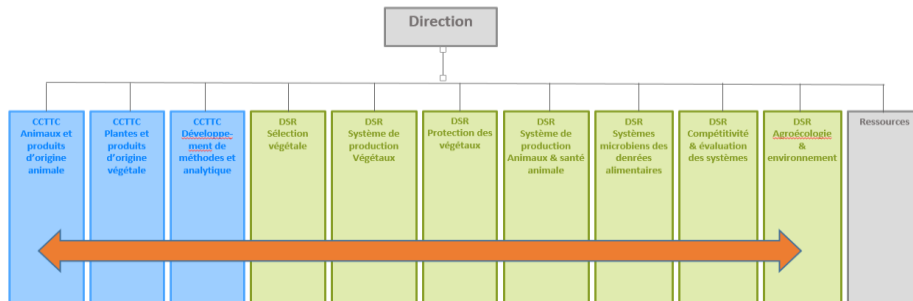 Direction
CCTTC
Animaux et
produits
d'origine
animale
CCTTC
Plantes et
produits
d'origine
végétale
CCTTC
Développe-
ment de
méthodes et
analytique
DSR
Sélection
végétale
DSR
Système de
production
Végétaux
DSR
Protection des
végétaux
DSR
Système de
production
Animaux & santé
animale
DSR
Systèmes
microbiens des
denrées
alimentaires
DSR
Compétitivité
& évaluation
des systèmes
DSR
Agroécologie
&
environnement
Ressources